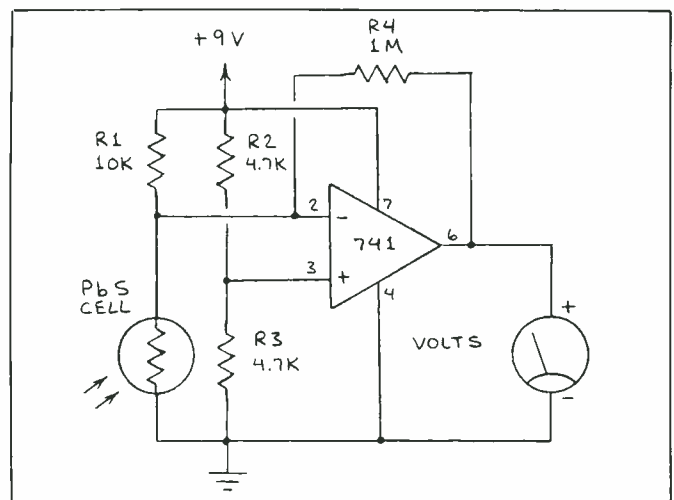 +9V
R4
1M
R1
10K
R2
4.7K
2
-
7
741
6
3
+
4
PbS
CELL
R3
4.7K
VOLTS
+
-